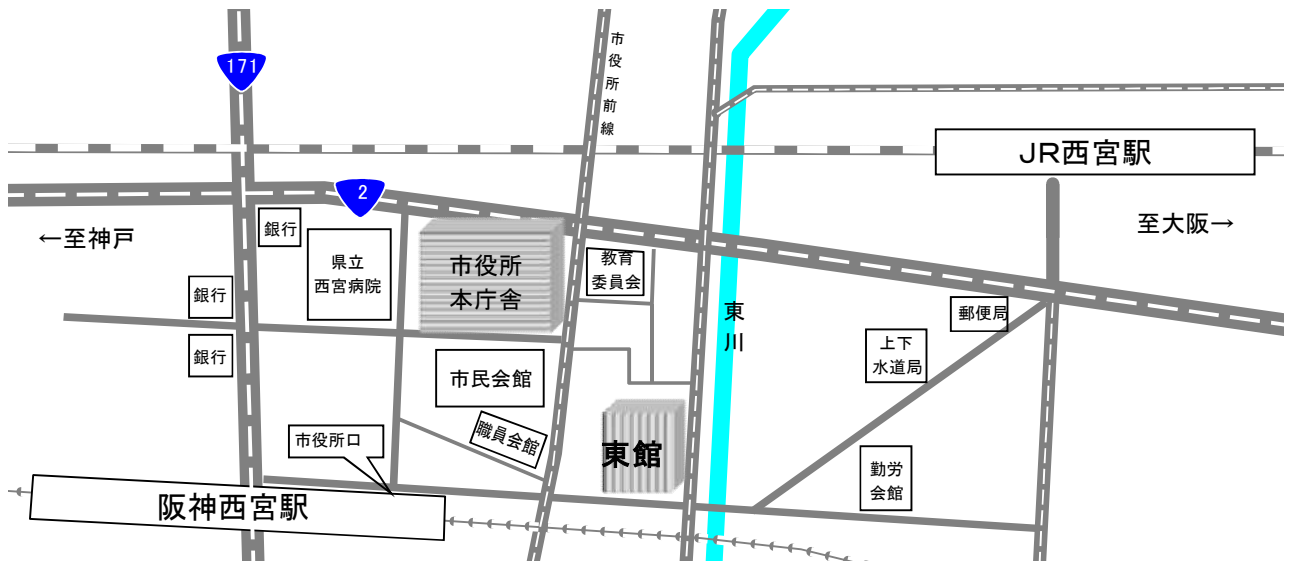 171
市役所前線
JR西宮駅
2
←至神戸
銀行
至大阪→
県立
西宮病院
市役所
本庁舎
教育
委員会
銀行
東川
郵便局
銀行
上下
水道局
市民会館
職員会館
市役所口
東館
勤労
会館
阪神西宮駅